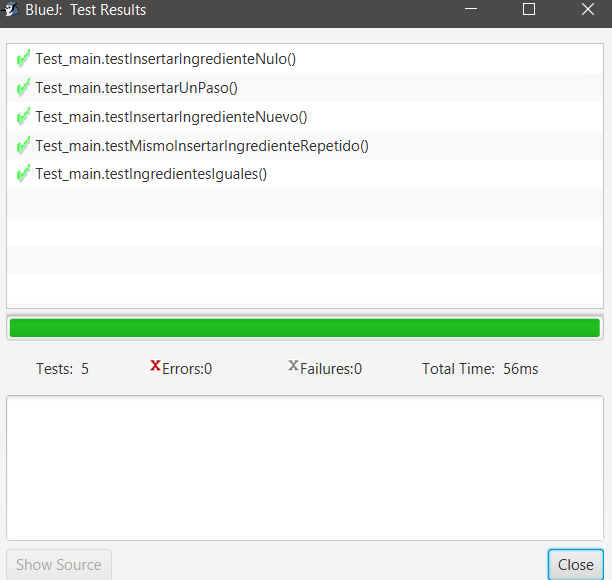 BlueJ: Test Results
Test_main.testInsertarIngredienteNulo()
Test_main.testInsertarUnPaso()
Test_main.testInsertarIngredienteNuevo()
Test_main.testMismoInsertarIngredienteRepetido()
Test_main.testIngredientesIguales()
Tests: 5 Errors:0 Failures:0 Total Time: 56ms
Show Source Close